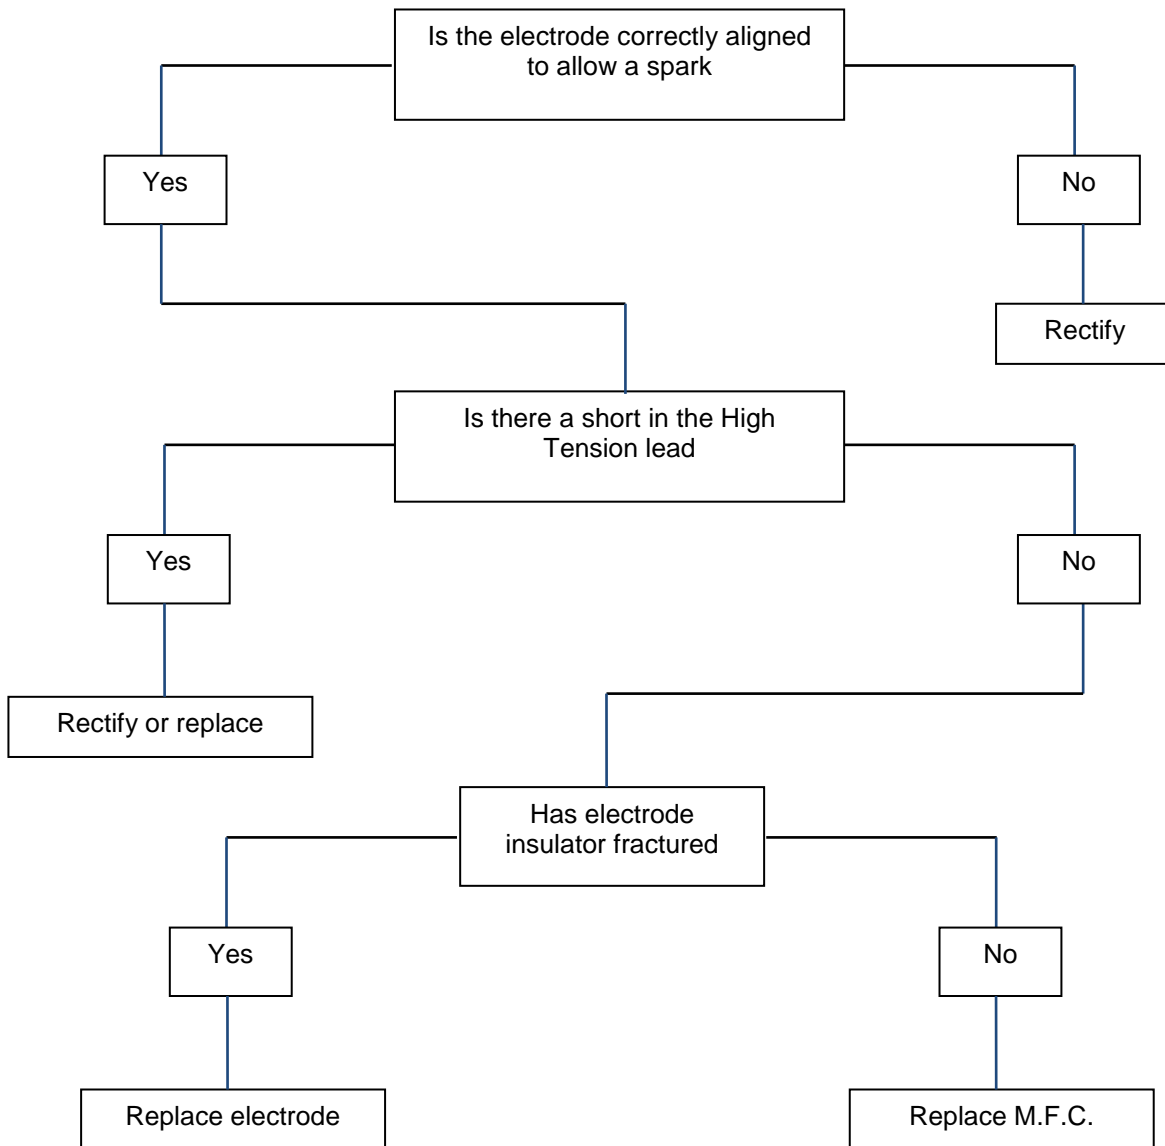 Is the electrode correctly aligned
to allow a spark
Yes
No
Rectify
Is there a short in the High
Tension lead
Yes
No
Rectify or replace
Has electrode
insulator fractured
Yes
No
Replace electrode
Replace M.F.C.